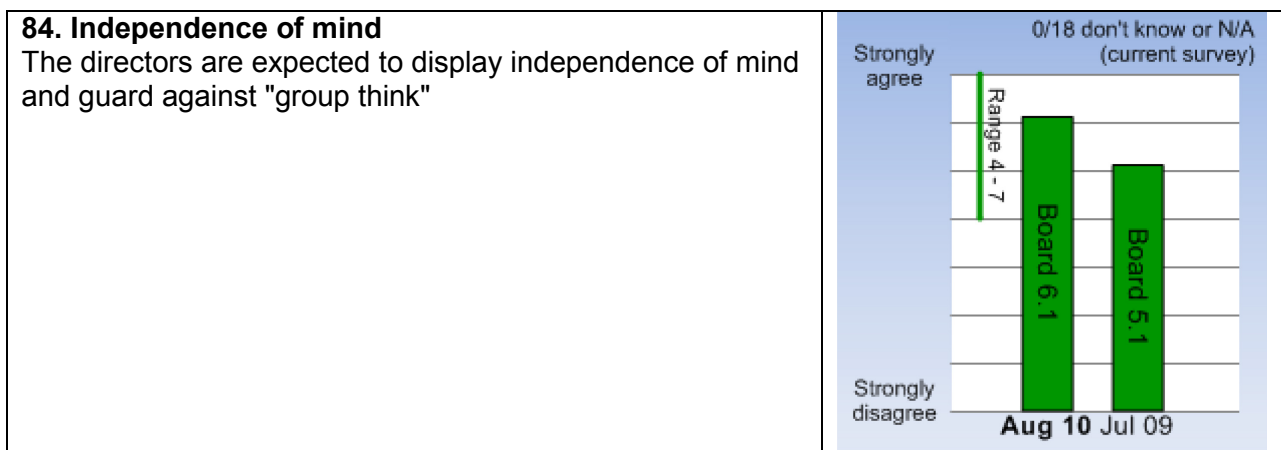 84. Independence of mind
The directors are expected to display independence of mind
and guard against "group think"
0/18 don't know or N/A
(current survey)
Strongly
agree
Range 4 - 7
Board 6.1
Board 5.1
Strongly
disagree
Aug 10 Jul 09